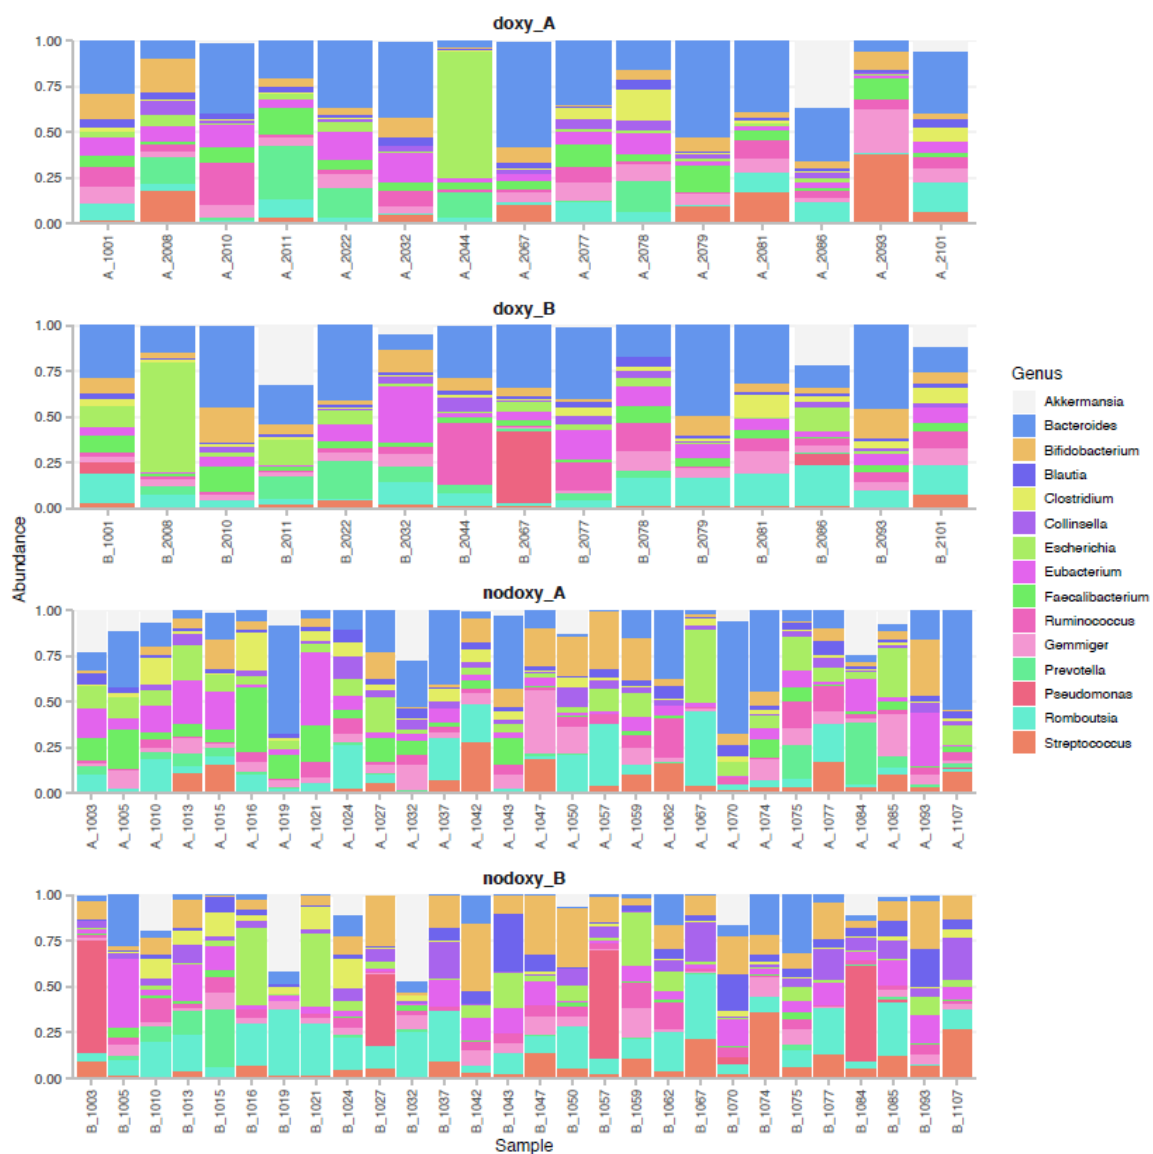 doxy_A
1.00
0.75
0.50
0.25
0.00
A_1001 A_2008 A_2010 A_2011 A_2022 A_2032 A_2044 A_2067 A_2077 A_2078 A_2079 A_2081 A_2086 A_2093 A_2101
doxy_B
1.00
0.75
0.50
0.25
0.00
B_1001 B_2008 B_2010 B_2011 B_2022 B_2032 B_2044 B_2067 B_2077 B_2078 B_2079 B_2081 B_2086 B_2093 B_2101
Abundance
nodoxy_A
1.00
0.75
0.50
0.25
0.00
A_1003 A_1005 A_1010 A_1013 A_1015 A_1016 A_1019 A_1021 A_1024 A_1027 A_1032 A_1037 A_1042 A_1043 A_1047 A_1050 A_1057 A_1059 A_1062 A_1067 A_1070 A_1074 A_1075 A_1077 A_1084 A_1085 A_1093 A_1107
nodoxy_B
1.00
0.75
0.50
0.25
0.00
B_1003 B_1005 B_1010 B_1013 B_1015 B_1016 B_1019 B_1021 B_1024 B_1027 B_1032 B_1037 B_1042 B_1043 B_1047 B_1050 B_1057 B_1059 B_1062 B_1067 B_1070 B_1074 B_1075 B_1077 B_1084 B_1085 B_1093 B_1107
Sample
Genus
Akkermansia
Bacteroides
Bifidobacterium
Blautia
Clostridium
Collinsella
Escherichia
Eubacterium
Faecalibacterium
Ruminococcus
Gemmiger
Prevotella
Pseudomonas
Romboutsia
Streptococcus